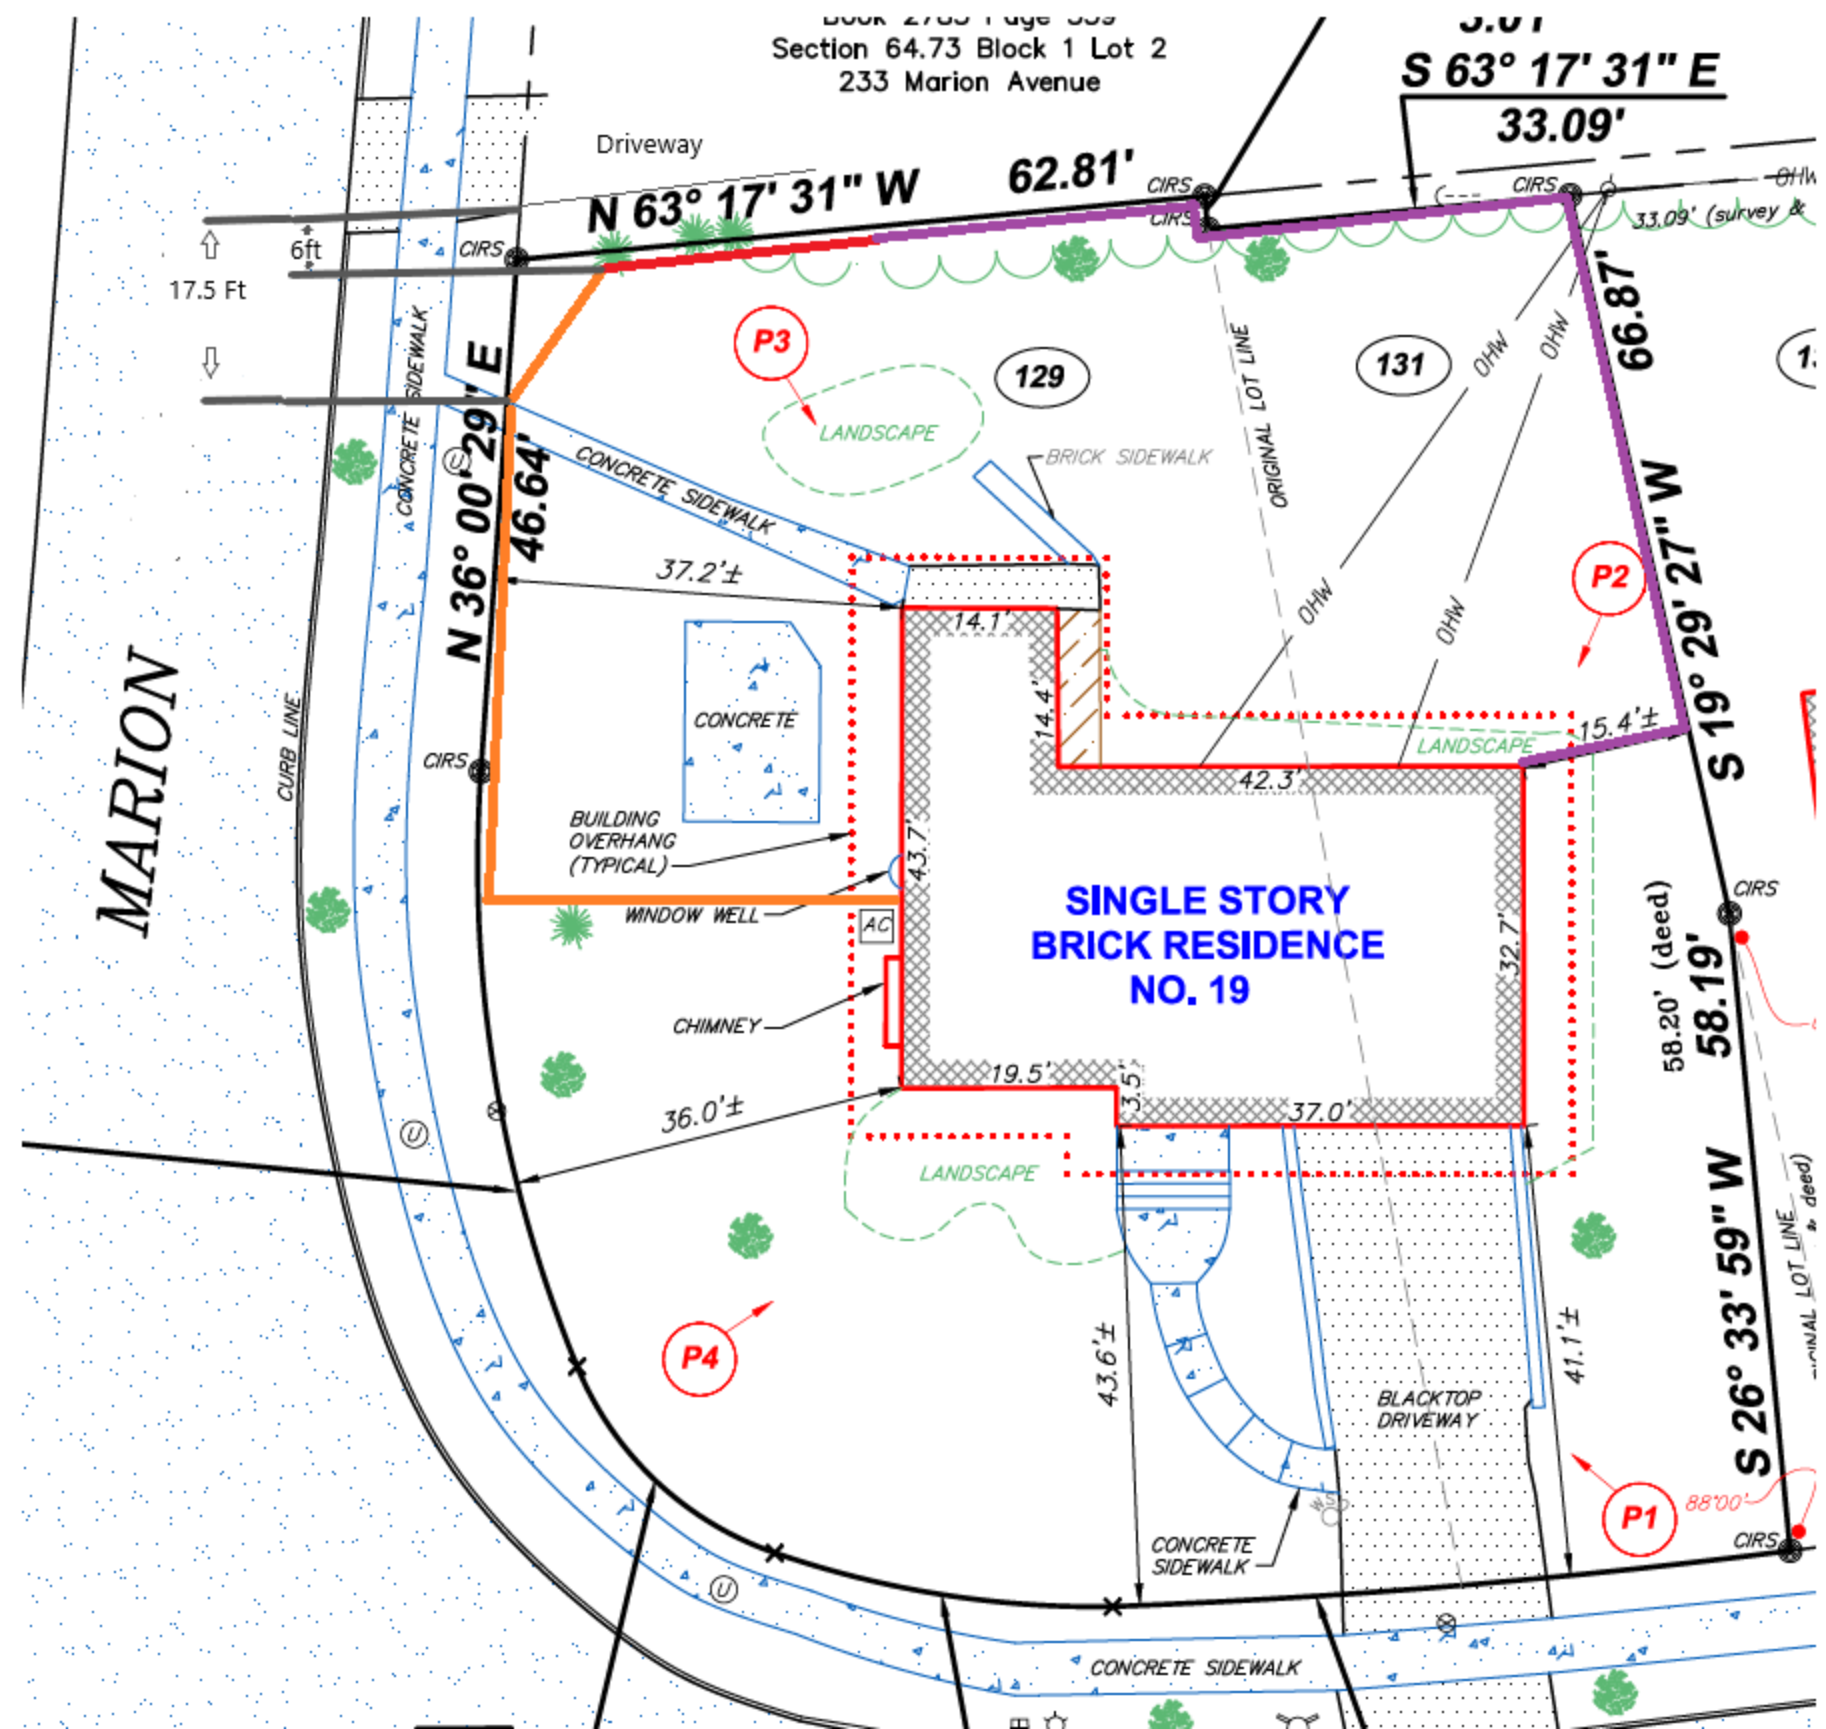 Section 64.73 Block 1 Lot 2
233 Marion Avenue
S 63° 17' 31" E
33.09'
Driveway
N 63° 17' 31" W
62.81'
CIRS
CIRS
CIRS
CIRS
OHW
33.09' (survey &
6ft
17.5 Ft
CONCRETE SIDEWALK
N 36° 00' 29" E
46.64'
P3
129
131
LANDSCAPE
ORIGINAL LOT LINE
OHW
OHW
66.87'
S 19° 29' 27" W
CONCRETE SIDEWALK
BRICK SIDEWALK
U
37.2'±
14.1'
14.4'
OHW
OHW
P2
15.4'±
LANDSCAPE
42.3'
MARION
CURB LINE
CIRS
CONCRETE
BUILDING
OVERHANG
(TYPICAL)
43.7'
WINDOW WELL
AC
SINGLE STORY
BRICK RESIDENCE
NO. 19
32.7'
CIRS
58.20' (deed)
58.19'
CHIMNEY
19.5'
3.5'
37.0'
36.0'±
U
LANDSCAPE
S 26° 33' 59" W
deed)
P4
43.6'±
41.1'±
BLACKTOP
DRIVEWAY
P1
88°00'
CIRS
CONCRETE
SIDEWALK
U
CONCRETE SIDEWALK